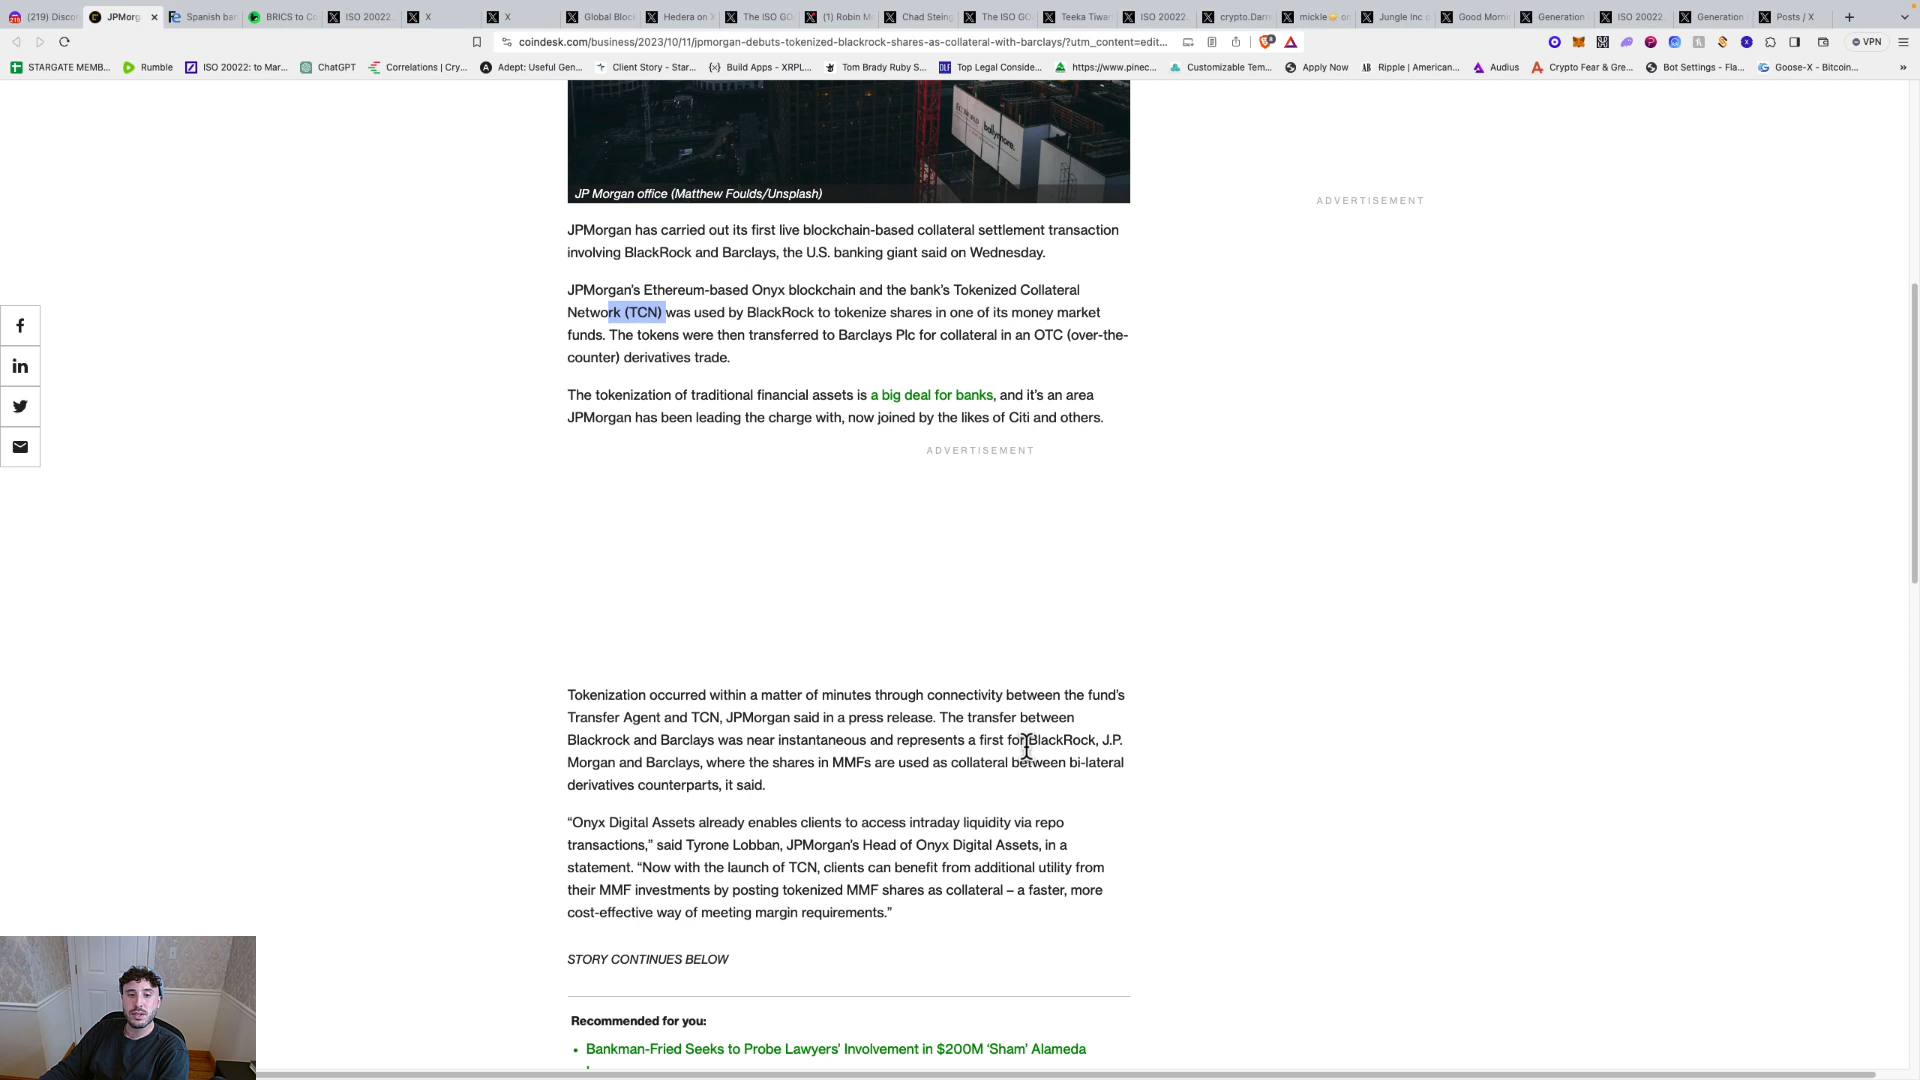 (219) Discor
JPMorg
Spanish bar
BRICS to Co
ISO 20022
X
X
Global Bloc
Hedera on
The ISO GO
(1) Robin M
Chad Steing
The ISO GO
Teeka Tiwar
ISO 20022
crypto.Darr
mickle
Jungle Inc
Good Morni
Generation
ISO 20022
Generation
Posts / X
coindesk.com/business/2023/10/11/jpmorgan-debuts-tokenized-blackrock-shares-as-collateral-with-barclays/?utm_content=edit...
VPN
STARGATE MEMB...
Rumble
ISO 20022: to Mar...
ChatGPT
Correlations | Cry...
Adept: Useful Gen...
Client Story - Star...
Build Apps - XRPL...
Tom Brady Ruby S...
Top Legal Conside...
https://www.pinec...
Customizable Tem...
Apply Now
Ripple | American...
Audius
Crypto Fear & Gre...
Bot Settings - Fla...
Goose-X - Bitcoin...
ballymore.
JP Morgan office (Matthew Foulds/Unsplash)
ADVERTISEMENT
JPMorgan has carried out its first live blockchain-based collateral settlement transaction
involving BlackRock and Barclays, the U.S. banking giant said on Wednesday.
JPMorgan's Ethereum-based Onyx blockchain and the bank's Tokenized Collateral
Network (TCN) was used by BlackRock to tokenize shares in one of its money market
funds. The tokens were then transferred to Barclays Plc for collateral in an OTC (over-the-
counter) derivatives trade.
The tokenization of traditional financial assets is a big deal for banks, and it's an area
JPMorgan has been leading the charge with, now joined by the likes of Citi and others.
ADVERTISEMENT
Tokenization occurred within a matter of minutes through connectivity between the fund's
Transfer Agent and TCN, JPMorgan said in a press release. The transfer between
Blackrock and Barclays was near instantaneous and represents a first for BlackRock, J.P.
Morgan and Barclays, where the shares in MMFs are used as collateral between bi-lateral
derivatives counterparts, it said.
“Onyx Digital Assets already enables clients to access intraday liquidity via repo
transactions,” said Tyrone Lobban, JPMorgan's Head of Onyx Digital Assets, in a
statement. “Now with the launch of TCN, clients can benefit from additional utility from
their MMF investments by posting tokenized MMF shares as collateral – a faster, more
cost-effective way of meeting margin requirements.”
STORY CONTINUES BELOW
Recommended for you:
• Bankman-Fried Seeks to Probe Lawyers' Involvement in $200M ‘Sham’ Alameda